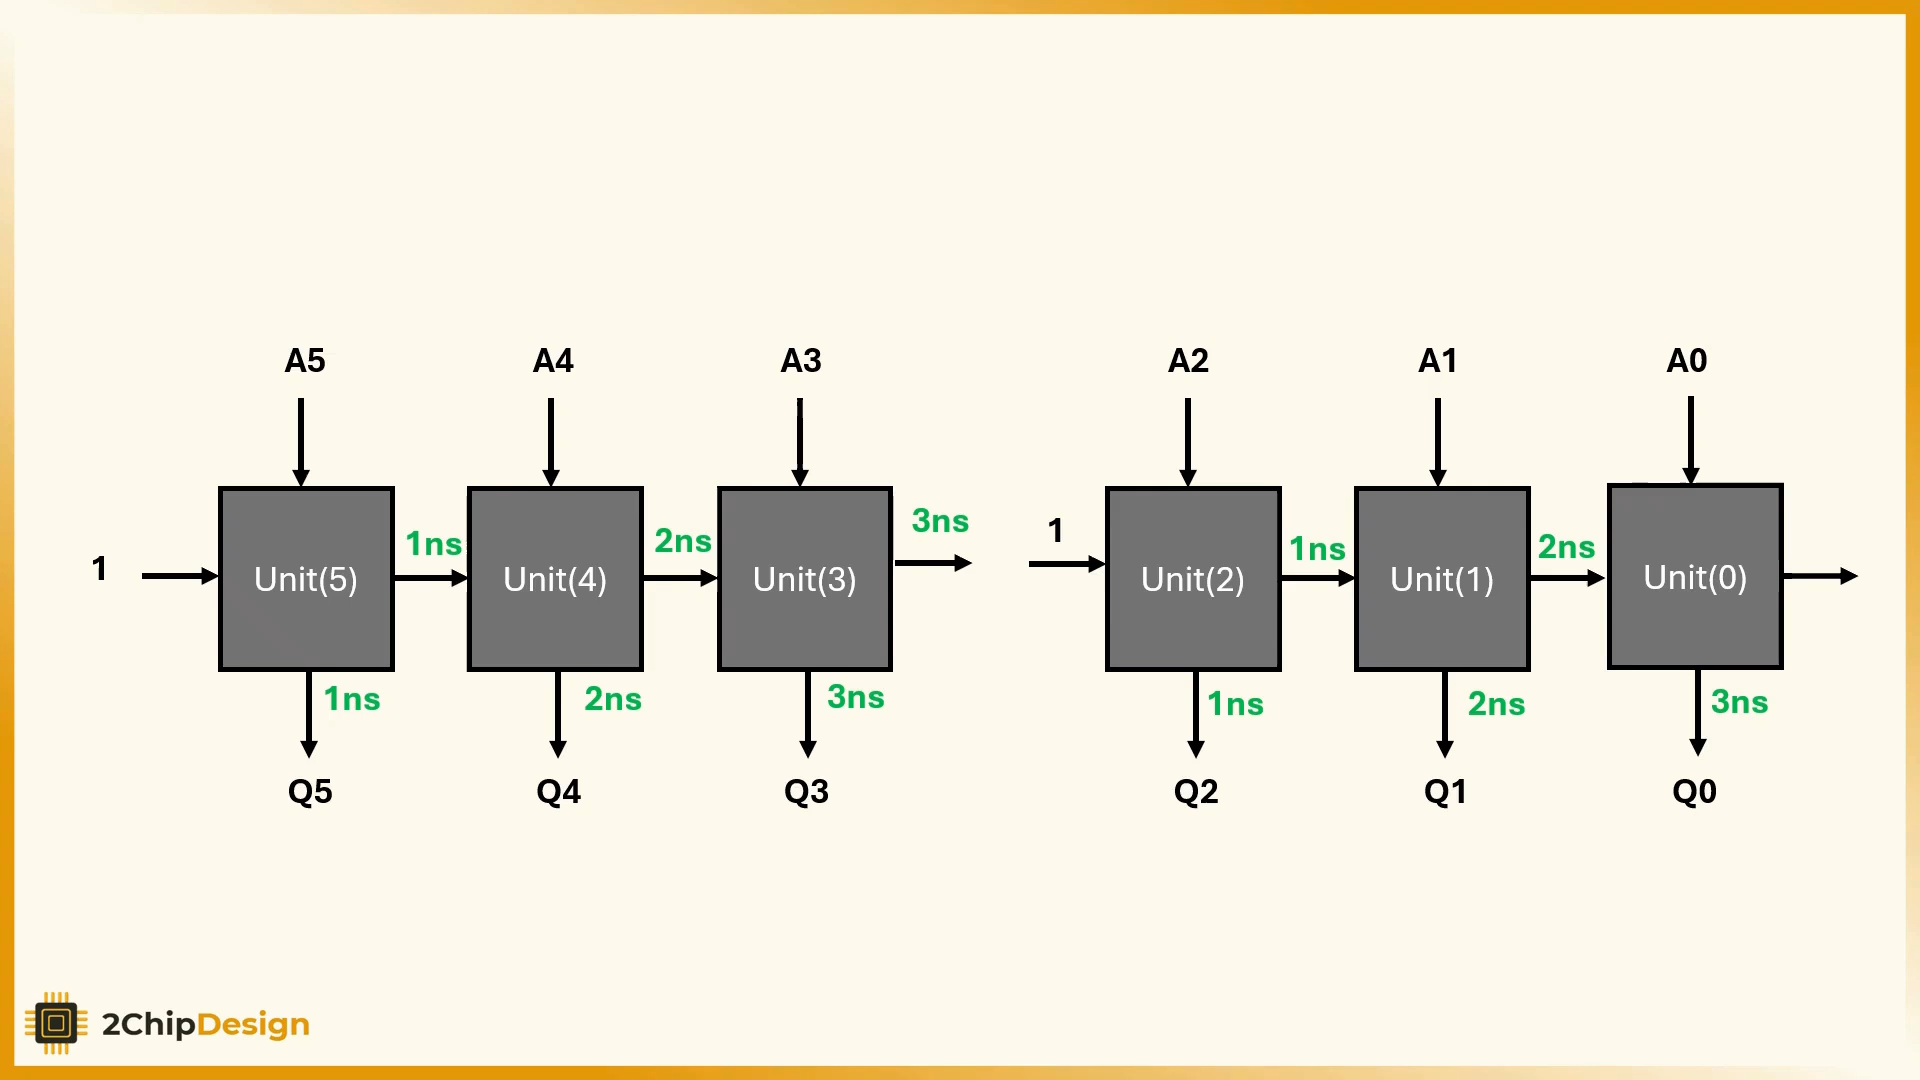 A5 A4 A3 A2 A1 A0
3ns
1 1ns 2ns 1 1ns 2ns
Unit(5) Unit(4) Unit(3) Unit(2) Unit(1) Unit(0)
1ns 2ns 3ns 1ns 2ns 3ns
Q5 Q4 Q3 Q2 Q1 Q0
2ChipDesign